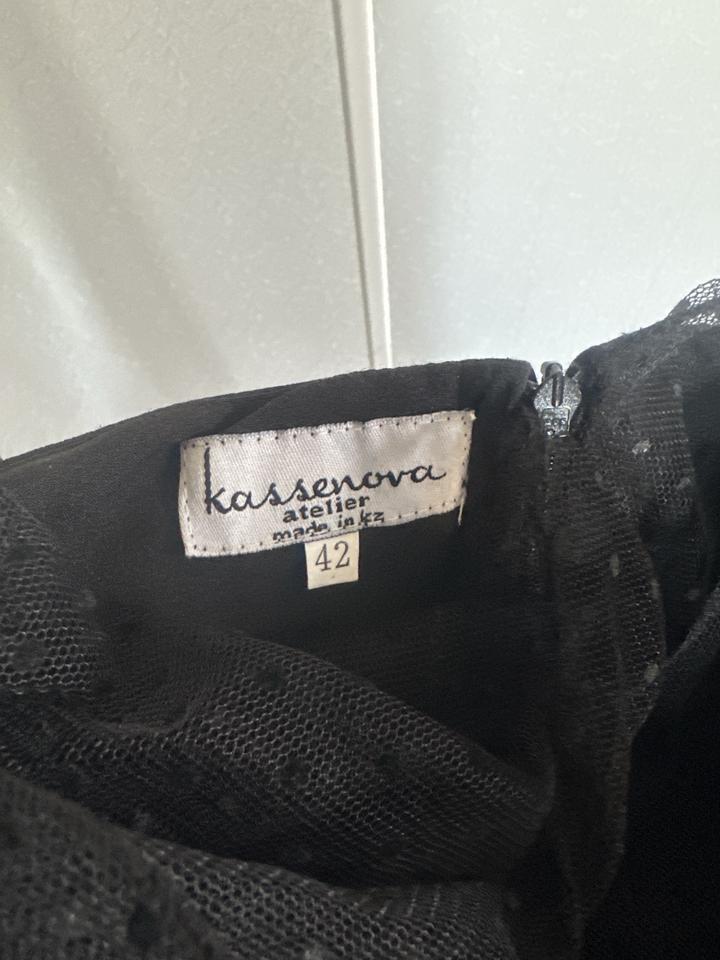 kassenova
atelier
made in kz
42